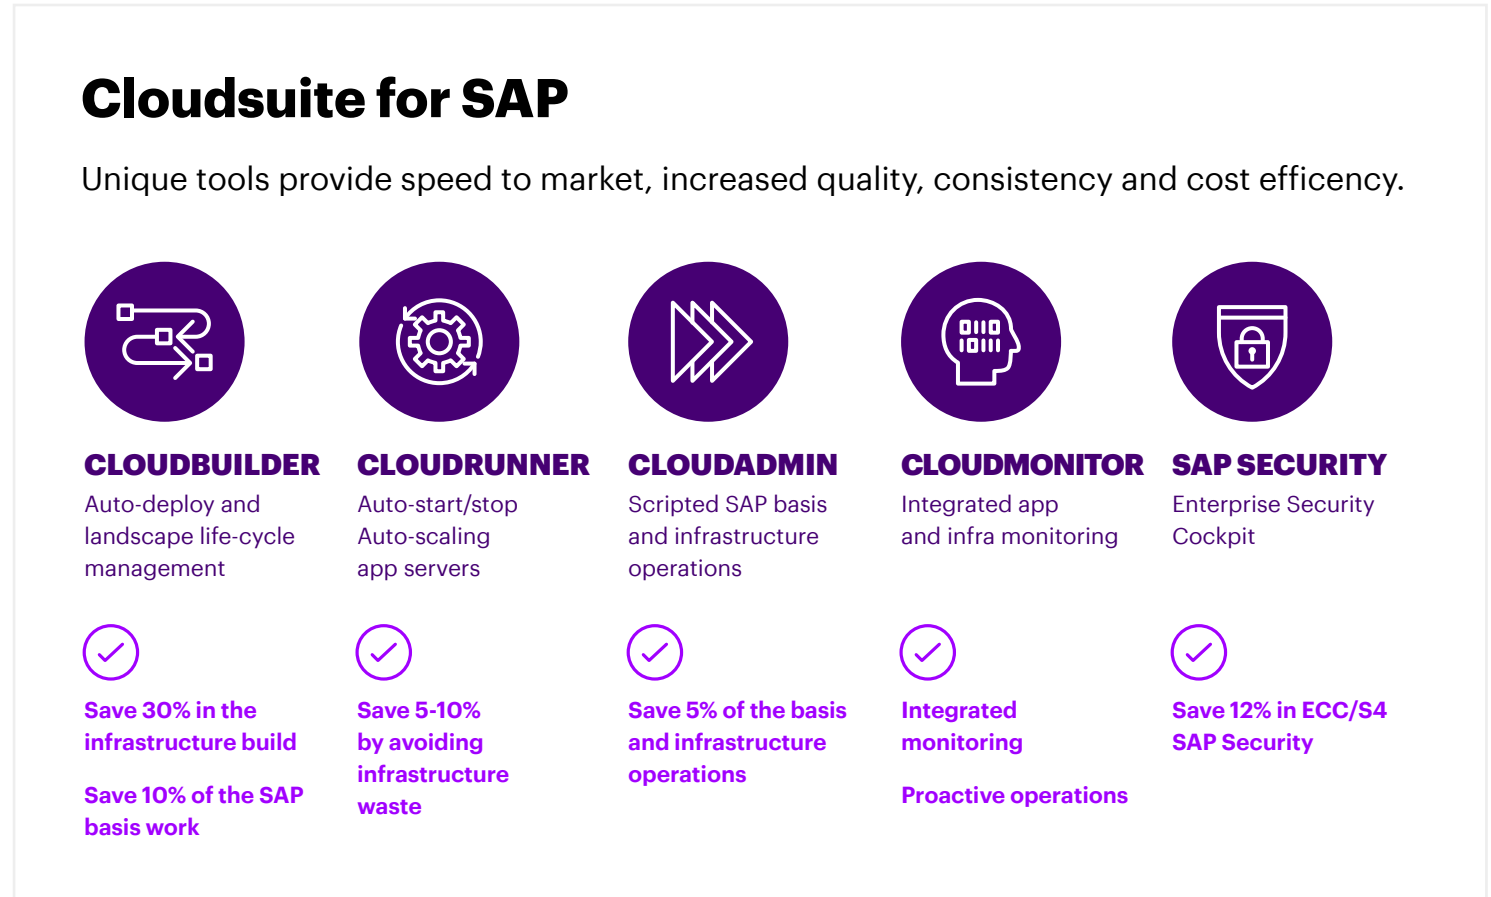 Cloudsuite for SAP
Unique tools provide speed to market, increased quality, consistency and cost efficency.
0110
10111
CLOUDBUILDER
Auto-deploy and
landscape life-cycle
management
Save 30% in the
infrastructure build
Save 10% of the SAP
basis work
CLOUDRUNNER
Auto-start/stop
Auto-scaling
app servers
Save 5-10%
by avoiding
infrastructure
waste
CLOUDADMIN
Scripted SAP basis
and infrastructure
operations
Save 5% of the basis
and infrastructure
operations
CLOUDMONITOR
Integrated app
and infra monitoring
Integrated
monitoring
Proactive operations
SAP SECURITY
Enterprise Security
Cockpit
Save 12% in ECC/S4
SAP Security